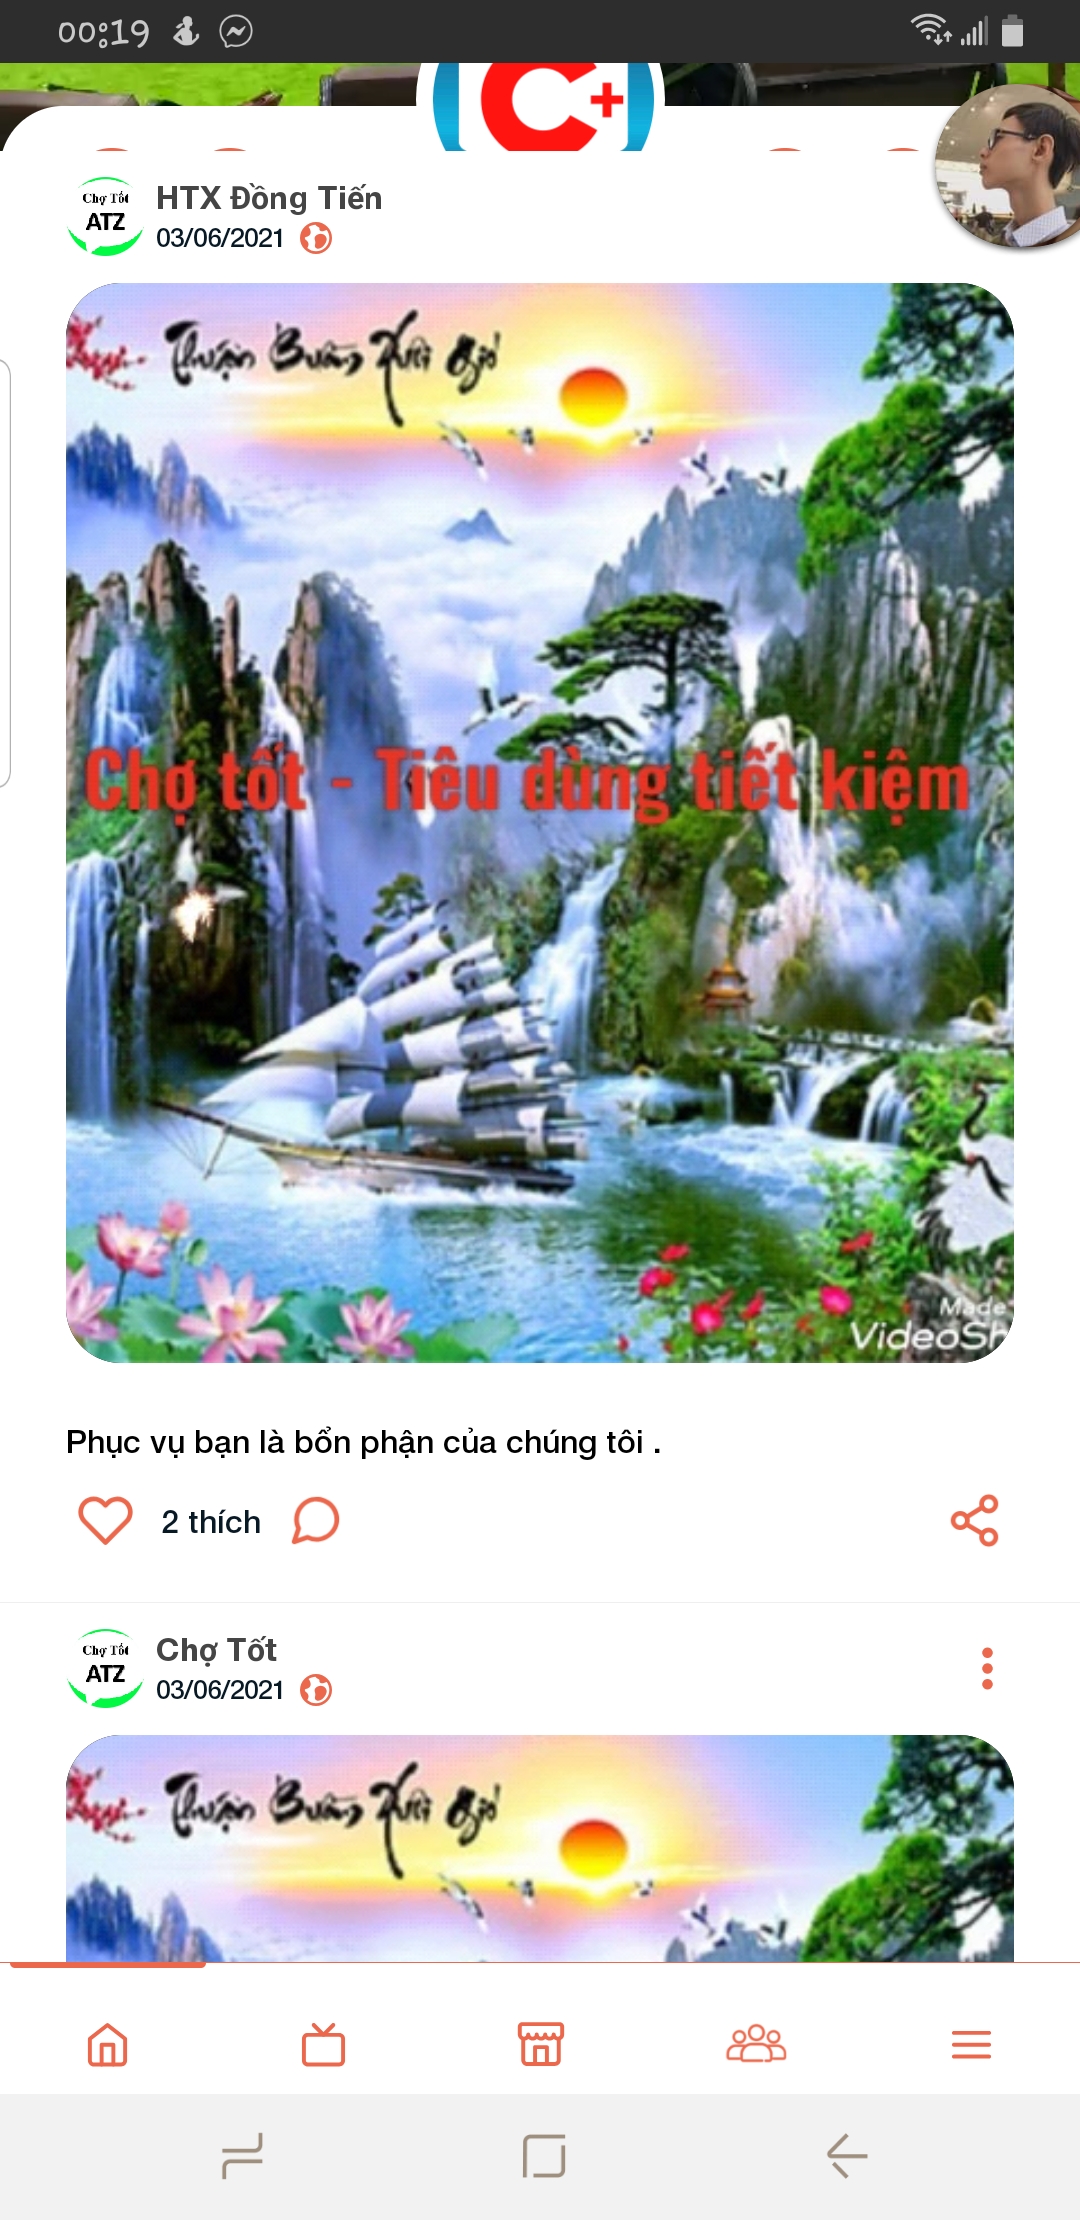 00:19
C+
Chợ Tốt
ATZ
HTX Đồng Tiến
03/06/2021
Thuận Buồm Xuôi Gió
Chợ tốt - Tiêu dùng tiết kiệm
Made
VideoSh
Phục vụ bạn là bổn phận của chúng tôi .
2 thích
Chợ Tốt
ATZ
Chợ Tốt
03/06/2021
Thuận Buồm Xuôi Gió